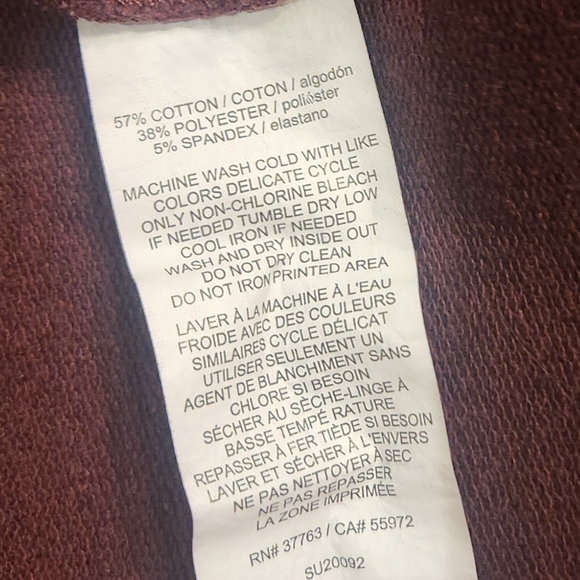 57% COTTON / COTON / algodón
38% POLYESTER / poliéster
5% SPANDEX / elastano
MACHINE WASH COLD WITH LIKE
COLORS DELICATE CYCLE
ONLY NON-CHLORINE BLEACH
IF NEEDED TUMBLE DRY LOW
COOL IRON IF NEEDED
WASH AND DRY INSIDE OUT
DO NOT DRY CLEAN
DO NOT IRON PRINTED AREA
LAVER À LA MACHINE À L'EAU
FROIDE AVEC DES COULEURS
SIMILAIRES CYCLE DÉLICAT
UTILISER SEULEMENT UN
AGENT DE BLANCHIMENT SANS
CHLORE SI BESOIN
SÉCHER AU SÈCHE-LINGE À
BASSE TEMPÉ RATURE
REPASSER À FER TIÈDE SI BESOIN
LAVER ET SÉCHER À L'ENVERS
NE PAS NETTOYER À SEC
NE PAS REPASSER
LA ZONE IMPRIMÉE
RN# 37763 / CA# 55972
SU20092